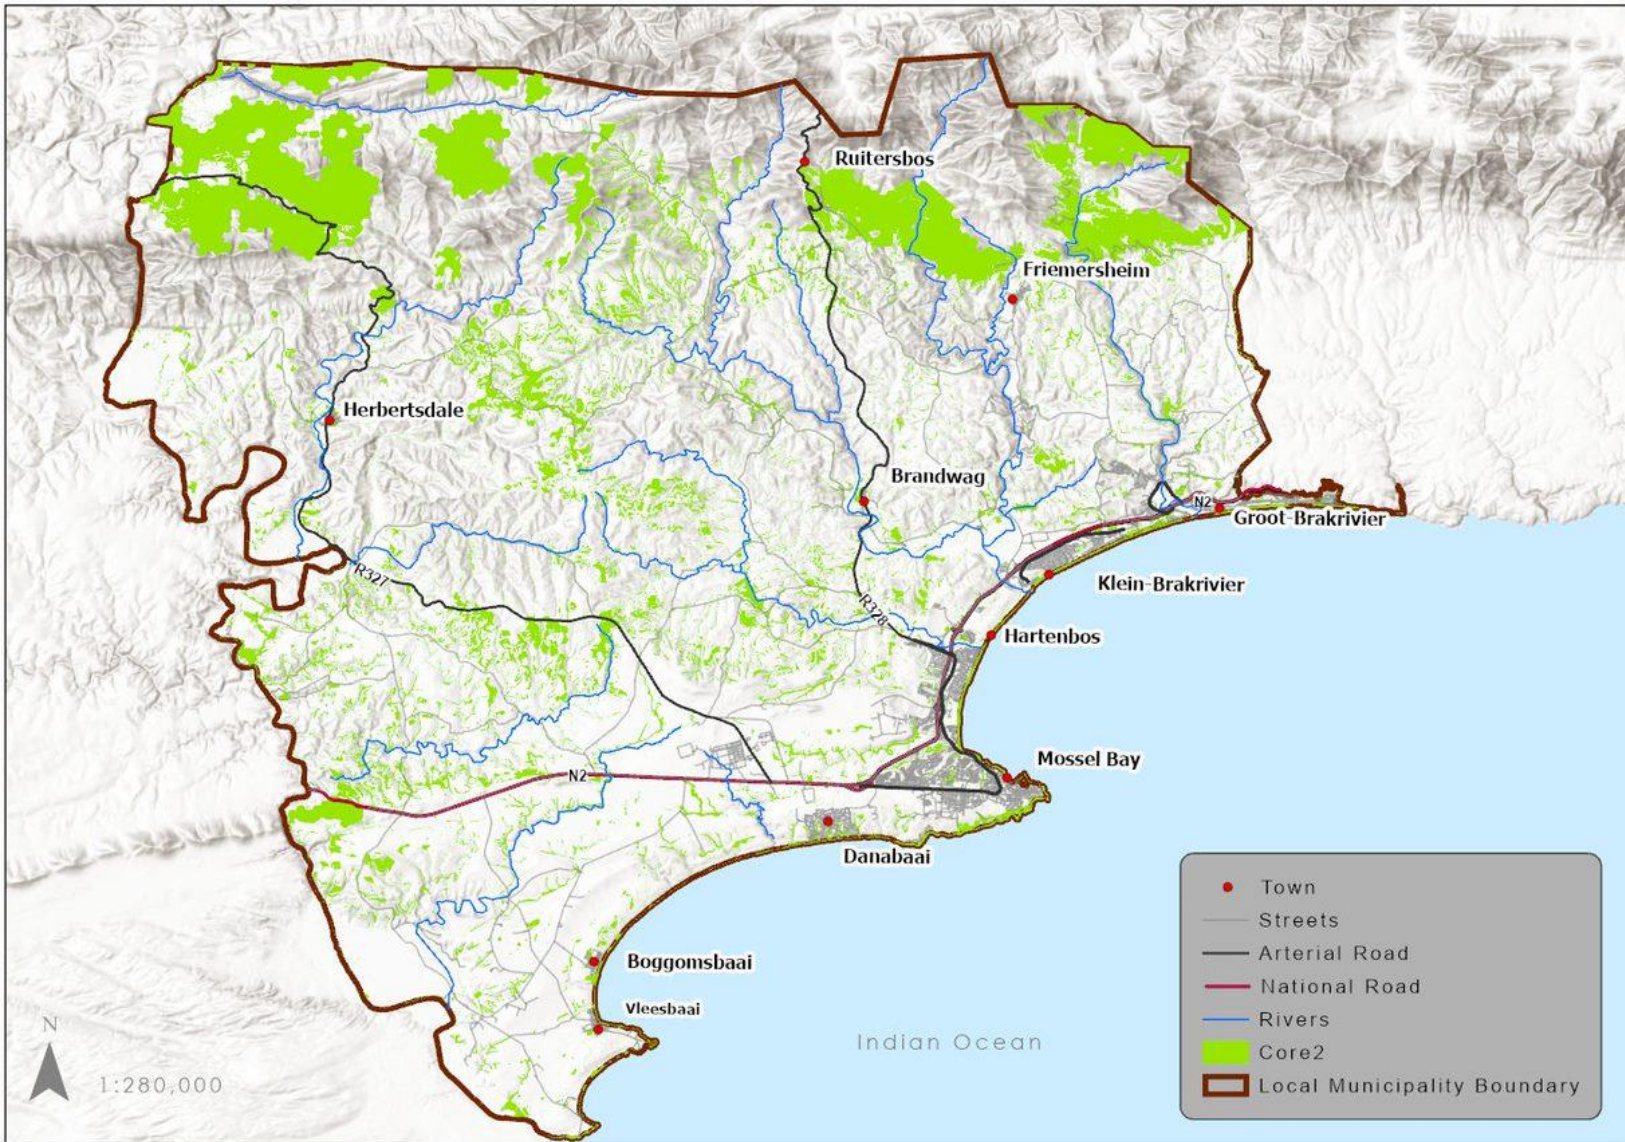 Ruitersbos
Friemersheim
Herbertsdale
Brandwag
N2
Groot-Brakrivier
R327
Klein-Brakrivier
R328
Hartenbos
Mossel Bay
N2
Danabaai
Boggomsbaai
Vleesbaai
Indian Ocean
N
1:280,000
Town
Streets
Arterial Road
National Road
Rivers
Core2
Local Municipality Boundary